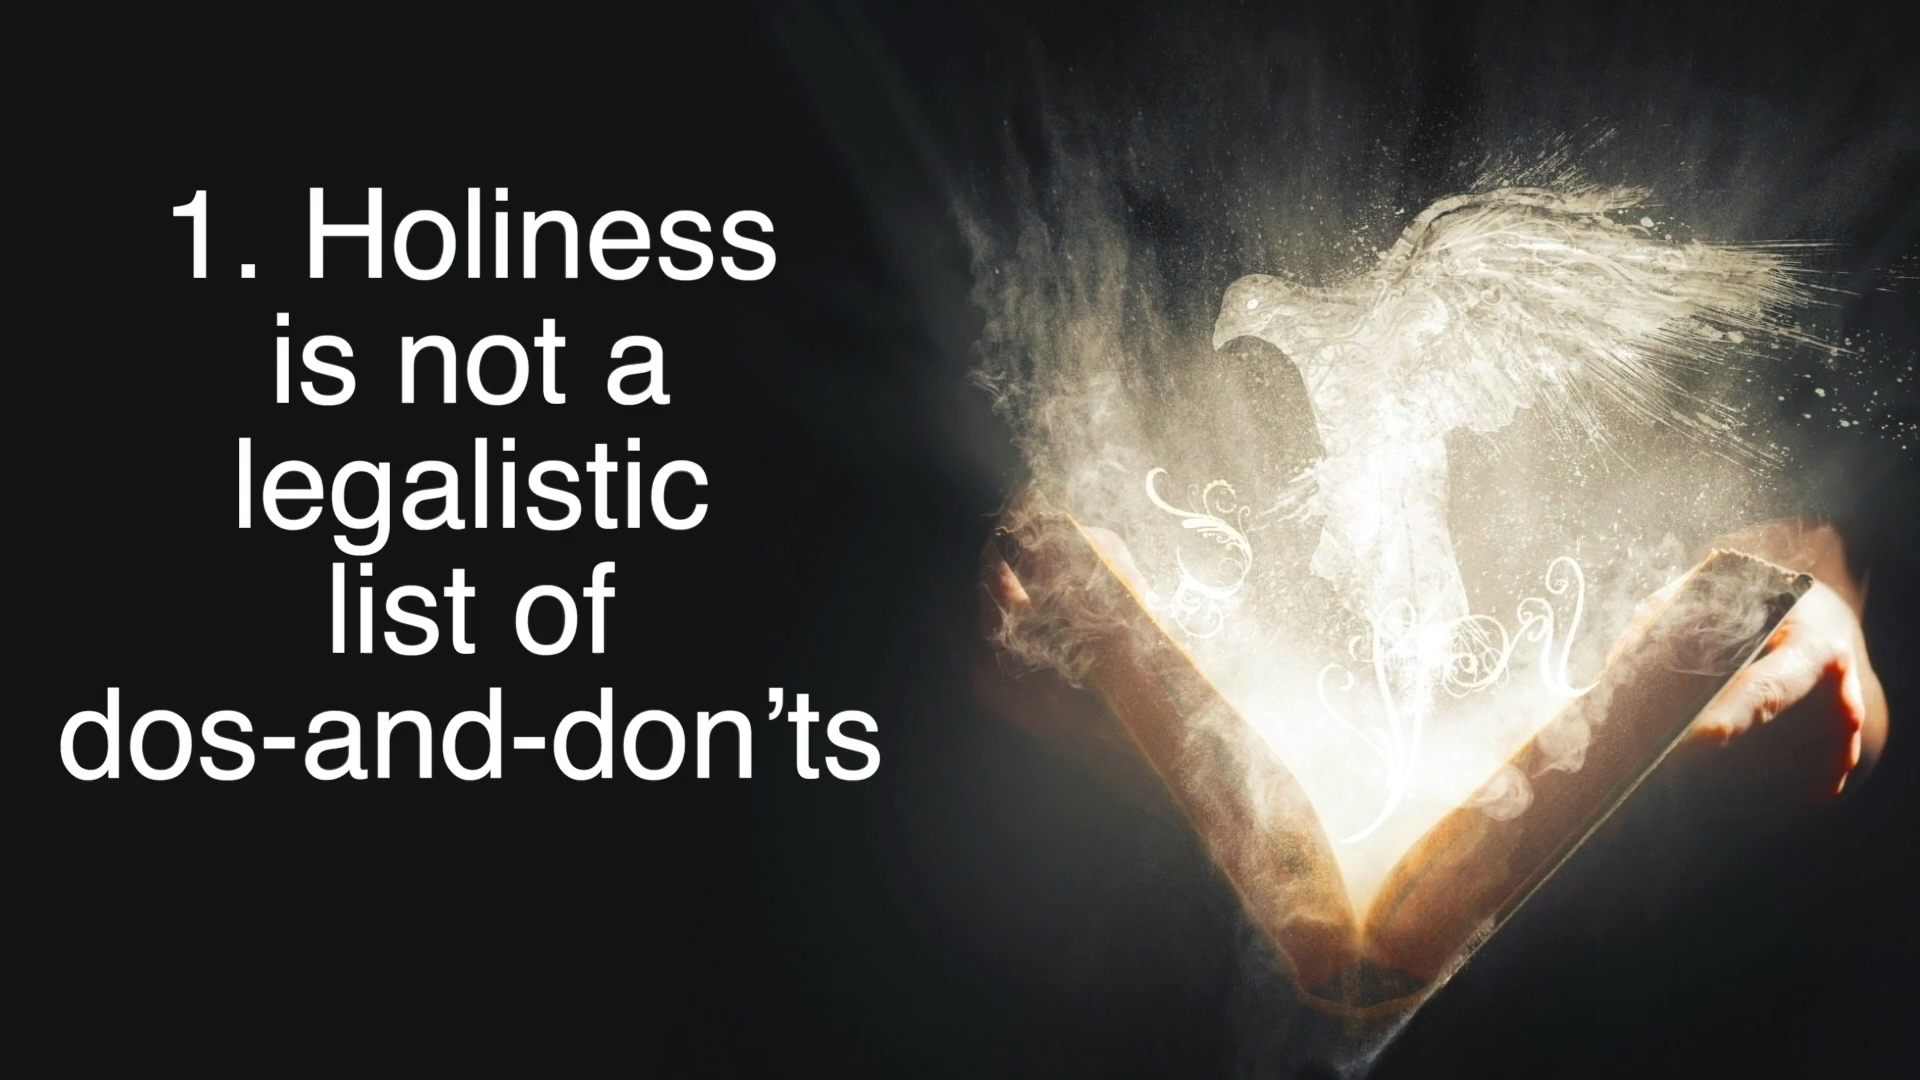 1. Holiness
is not a
legalistic
list of
dos-and-don’ts